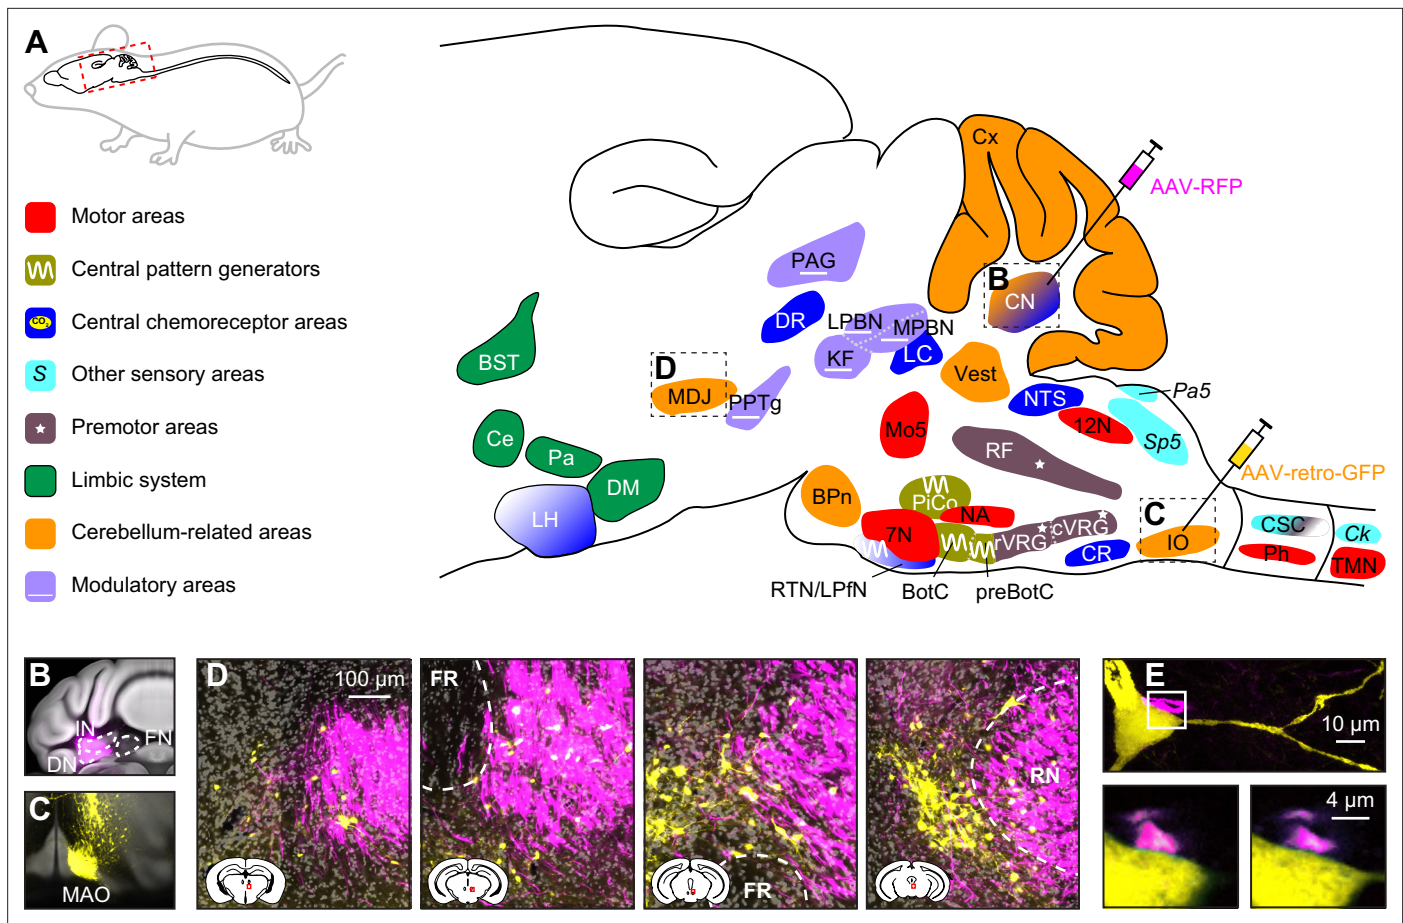 A
Motor areas
Central pattern generators
CO2
Central chemoreceptor areas
S
Other sensory areas
Premotor areas
Limbic system
Cerebellum-related areas
Modulatory areas
Cx
AAV-RFP
PAG
B
CN
DR
LPBN
MPBN
KF
LC
BST
D
MDJ
PPTg
Vest
NTS
Pa5
12N
Sp5
Mo5
RF
Ce
Pa
DM
LH
BPn
PiCo
NA
7N
rVRG
cVRG
CR
AAV-retro-GFP
C
IO
CSC
Ck
Ph
TMN
RTN/LPfN
BotC
preBotC
B
IN
FN
DN
C
MAO
D
100 µm
FR
FR
RN
E
10 µm
4 µm